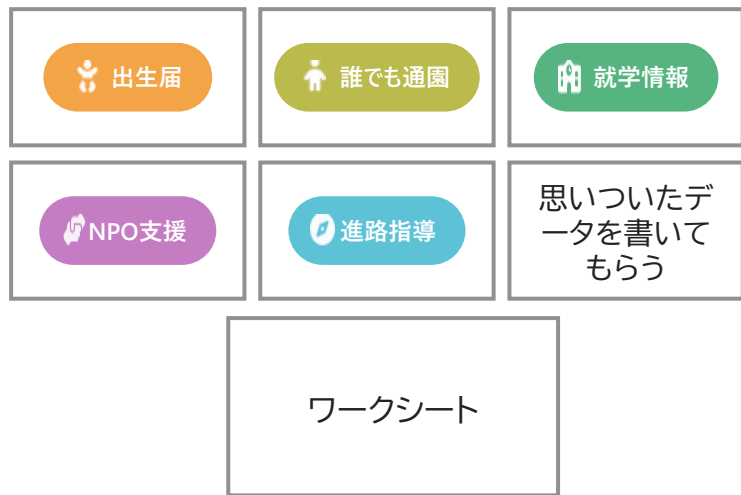 出生届
誰でも通園
就学情報
NPO支援
進路指導
思いついたデ
ータを書いて
もらう
ワークシート